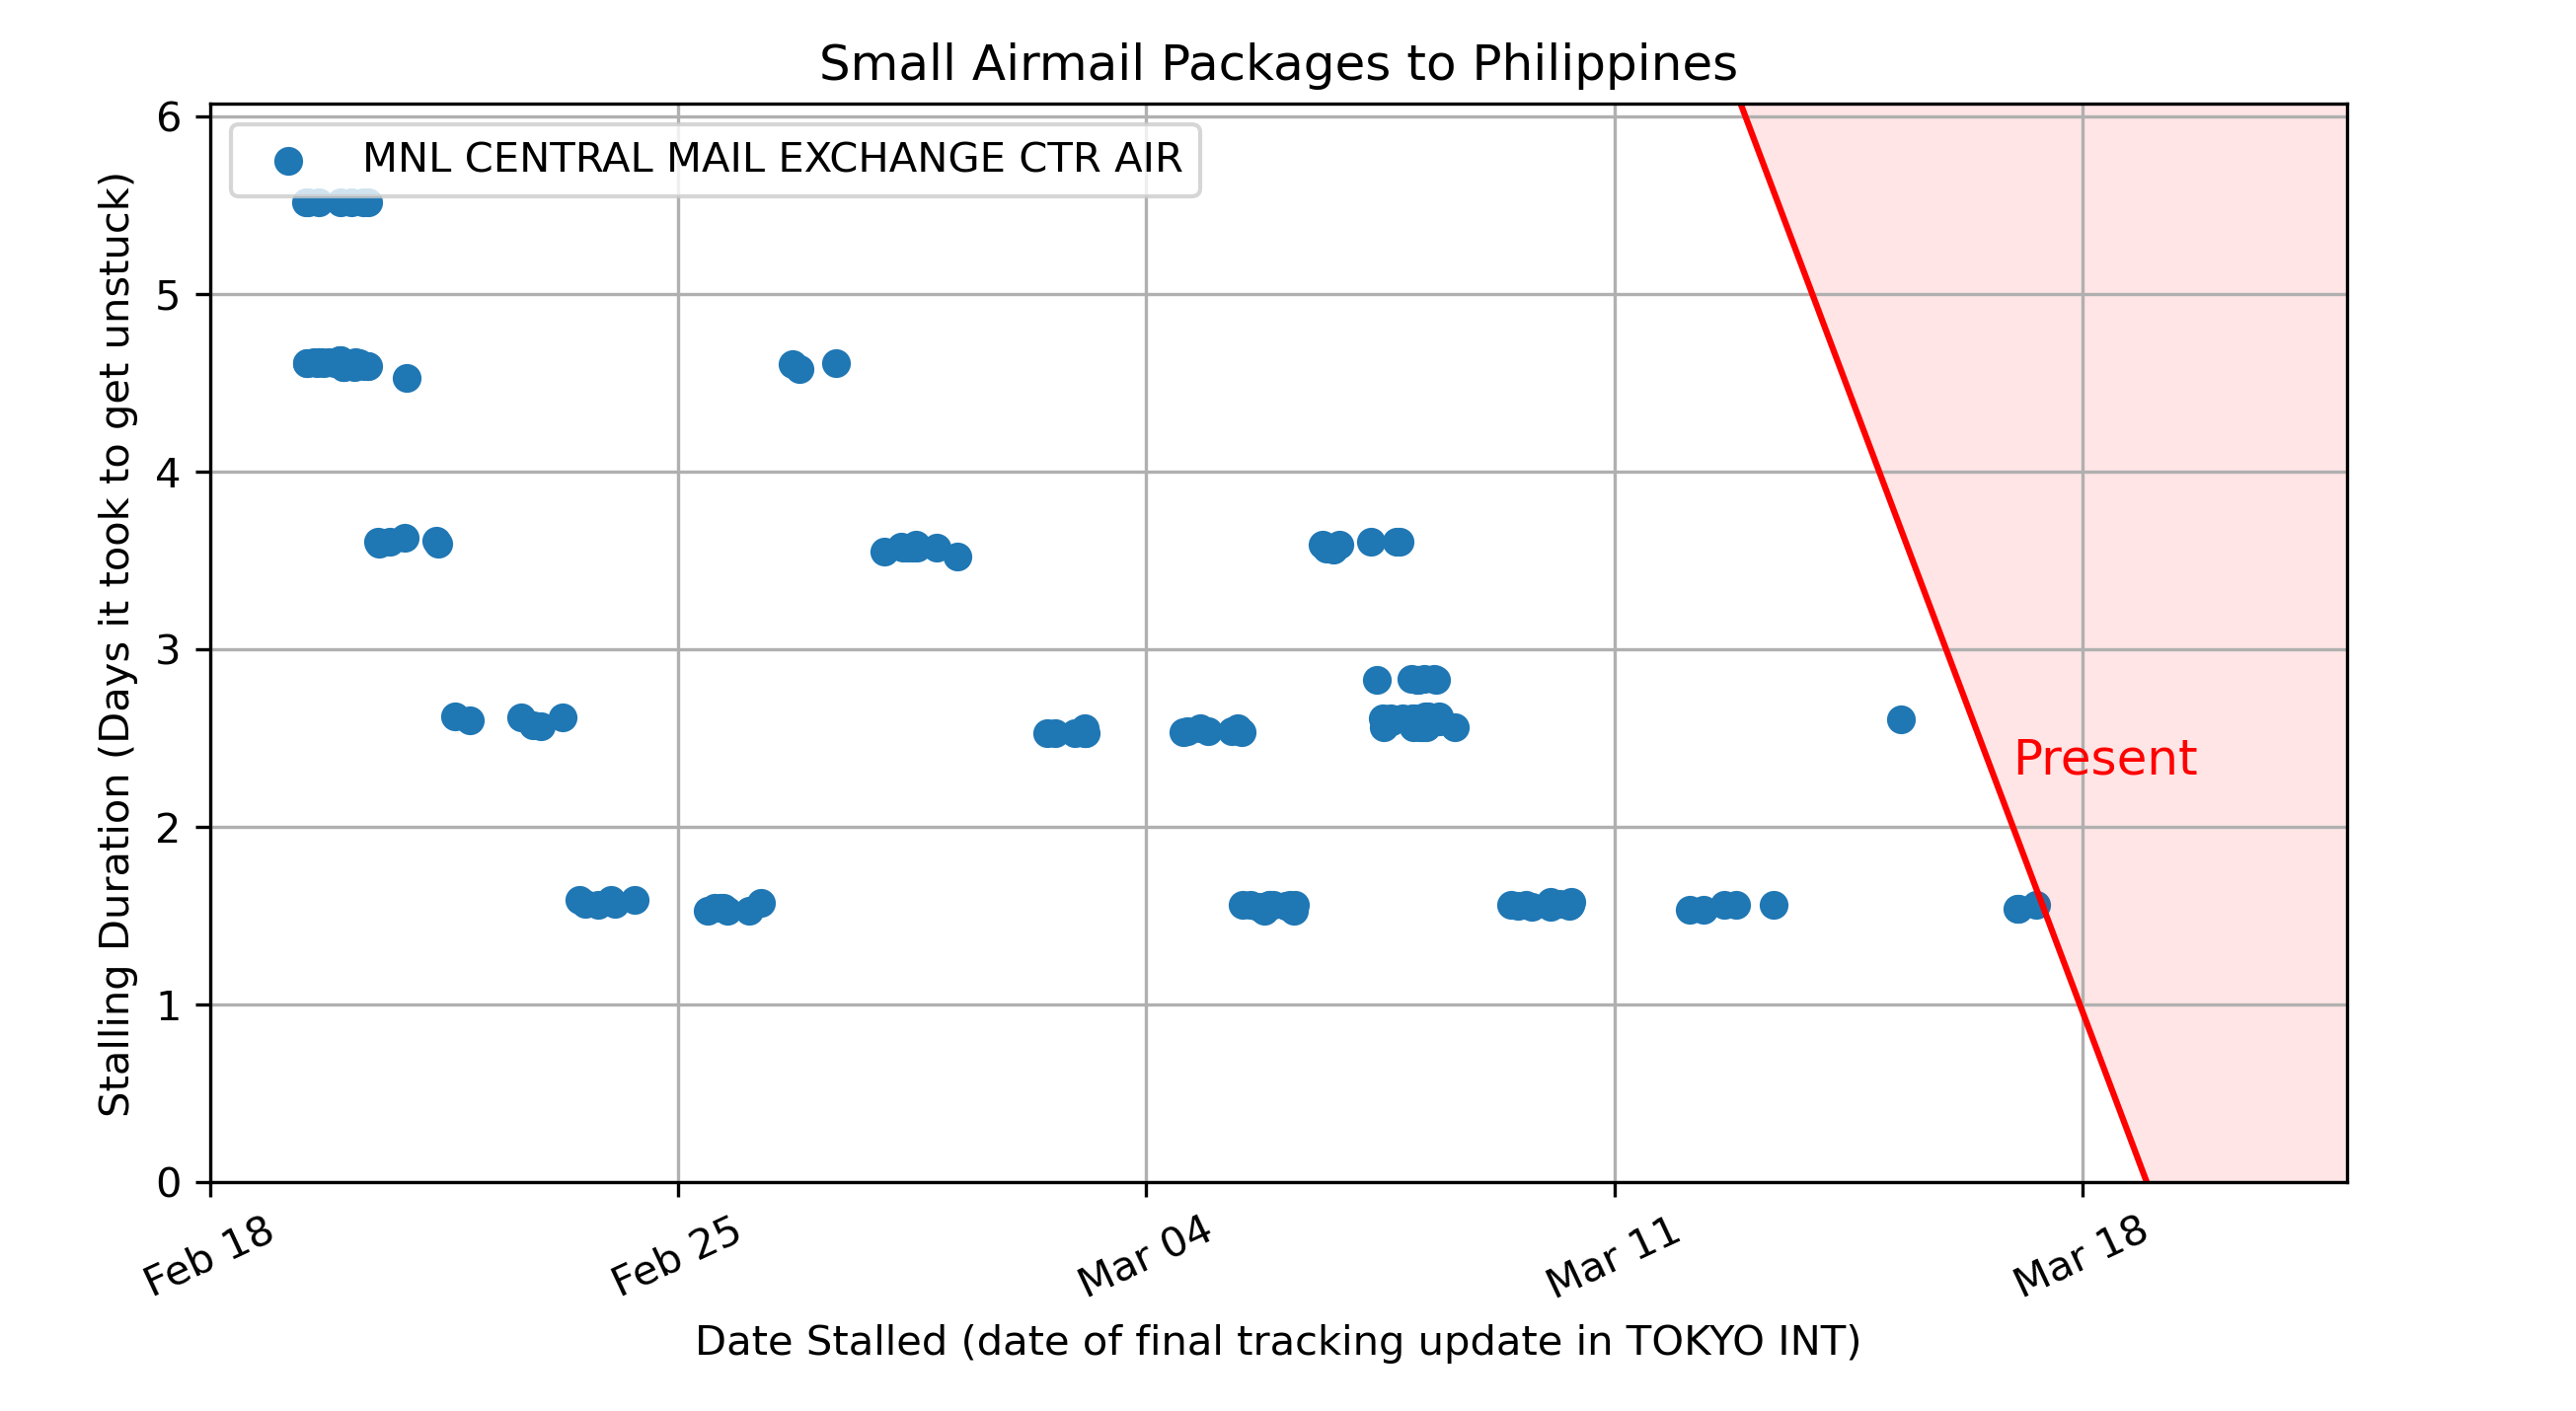 Small Airmail Packages to Philippines
MNL CENTRAL MAIL EXCHANGE CTR AIR
Stalling Duration (Days it took to get unstuck)
6
5
4
3
2
1
0
Present
Feb 18
Feb 25
Mar 04
Mar 11
Mar 18
Date Stalled (date of final tracking update in TOKYO INT)